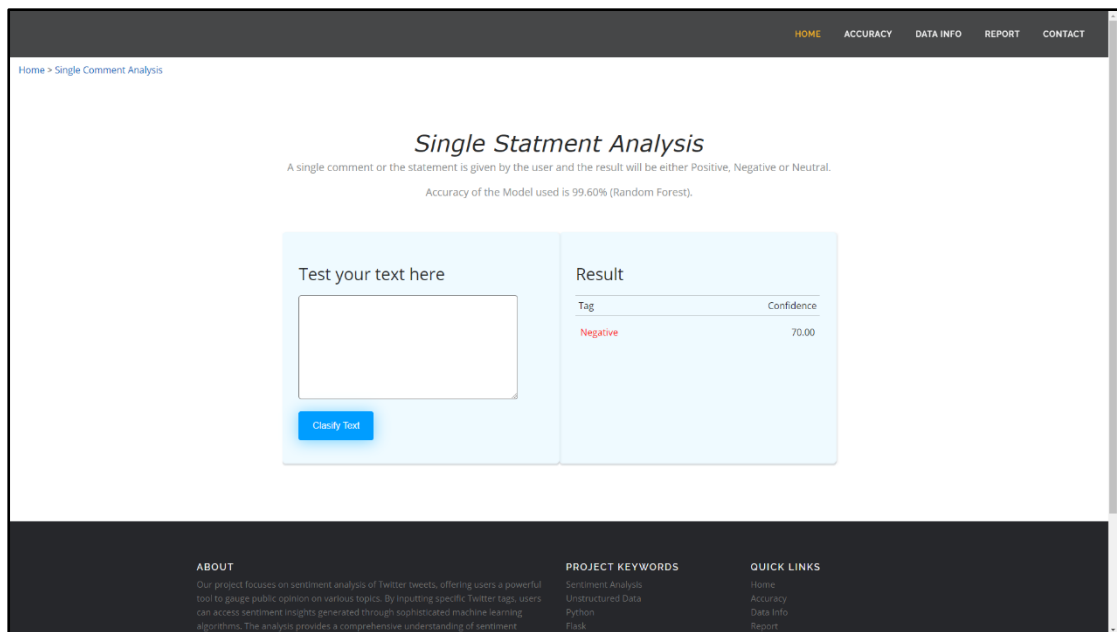 HOME ACCURACY DATA INFO REPORT CONTACT
Home > Single Comment Analysis
Single Statment Analysis
A single comment or the statement is given by the user and the result will be either Positive, Negative or Neutral.
Accuracy of the Model used is 99.60% (Random Forest).
Test your text here
Clasify Text
Result
Tag Confidence
Negative 70.00
ABOUT
Our project focuses on sentiment analysis of Twitter tweets, offering users a powerful
tool to gauge public opinion on various topics. By inputting specific Twitter tags, users
can access sentiment insights generated through sophisticated machine learning
algorithms. The analysis provides a comprehensive understanding of sentiment
PROJECT KEYWORDS
Sentiment Analysis
Unstructured Data
Python
Flask
QUICK LINKS
Home
Accuracy
Data Info
Report